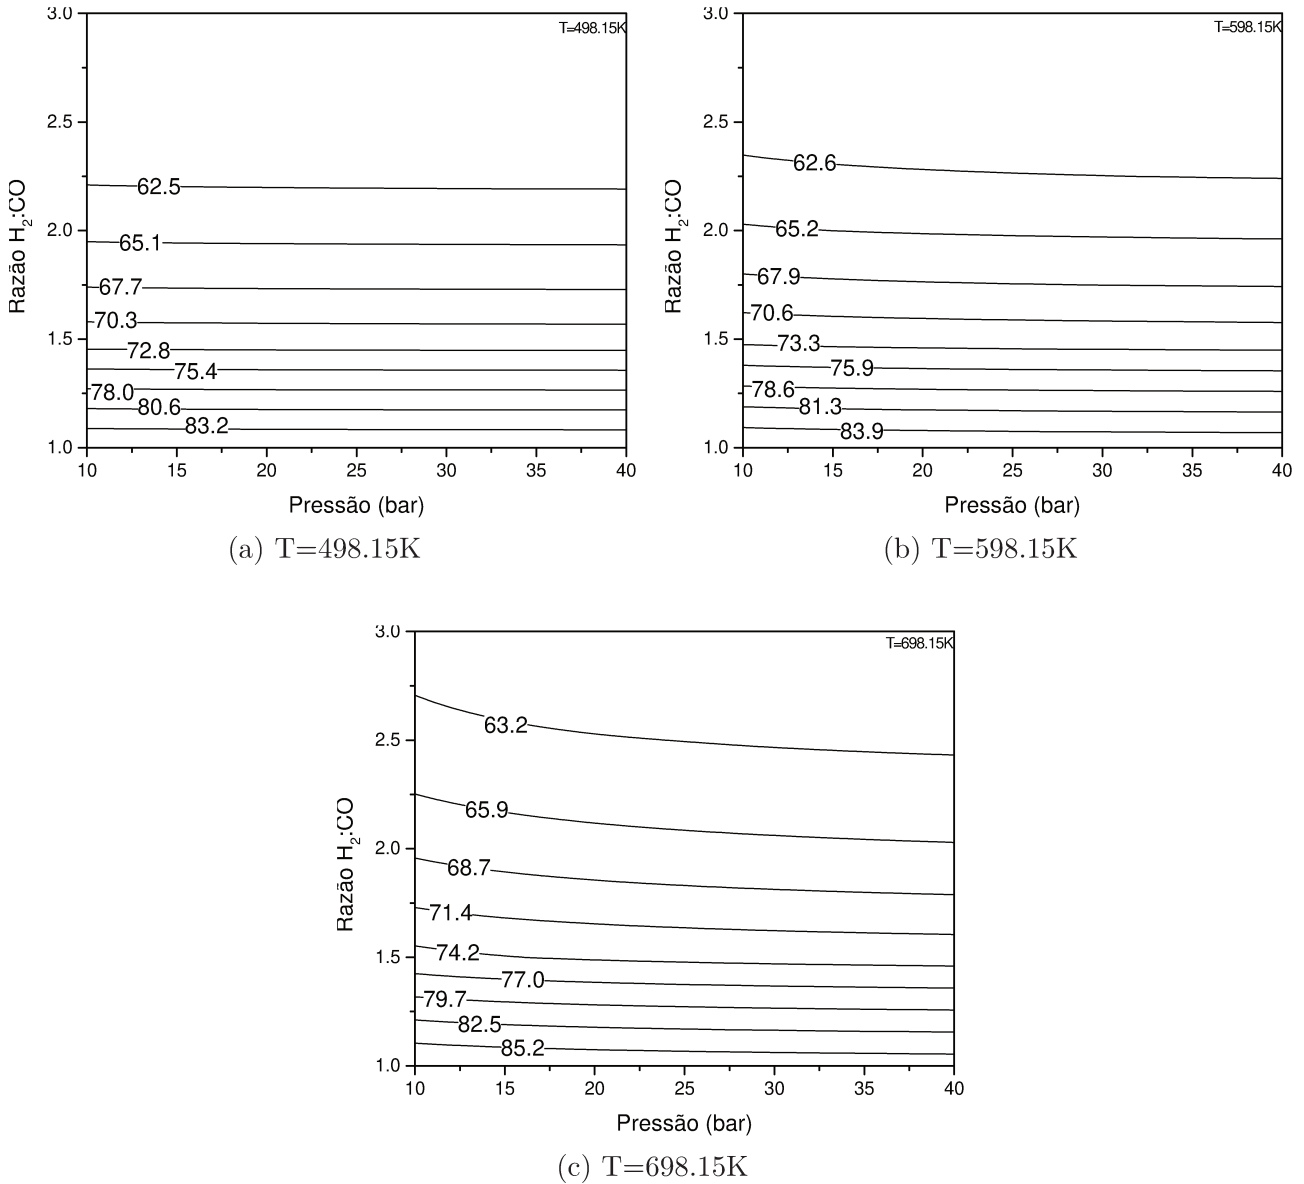 3.0
T=498.15K
2.5
62.5
2.0
65.1
67.7
70.3
1.5
72.8
75.4
78.0
80.6
83.2
1.0
10 15 20 25 30 35 40
Razão H2:CO
Pressão (bar)
(a) T=498.15K
3.0
T=598.15K
2.5
62.6
2.0
65.2
67.9
70.6
1.5
73.3
75.9
78.6
81.3
83.9
1.0
10 15 20 25 30 35 40
Razão H2:CO
Pressão (bar)
(b) T=598.15K
3.0
T=698.15K
63.2
2.5
65.9
2.0
68.7
71.4
74.2
1.5
77.0
79.7
82.5
85.2
1.0
10 15 20 25 30 35 40
Razão H2:CO
Pressão (bar)
(c) T=698.15K